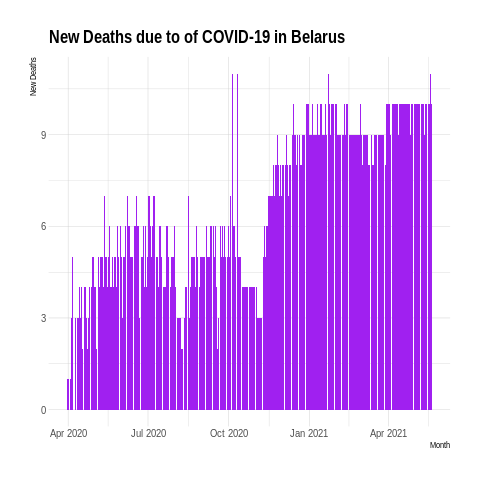 New Deaths due to of COVID-19 in Belarus
New Deaths
9
6
3
0
Apr 2020 Jul 2020 Oct 2020 Jan 2021 Apr 2021
Month